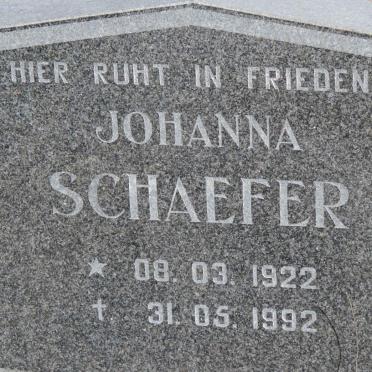 HIER RUHT IN FRIEDEN
JOHANNA
SCHAEFER
★ 08. 03. 1922
† 31. 05. 1992